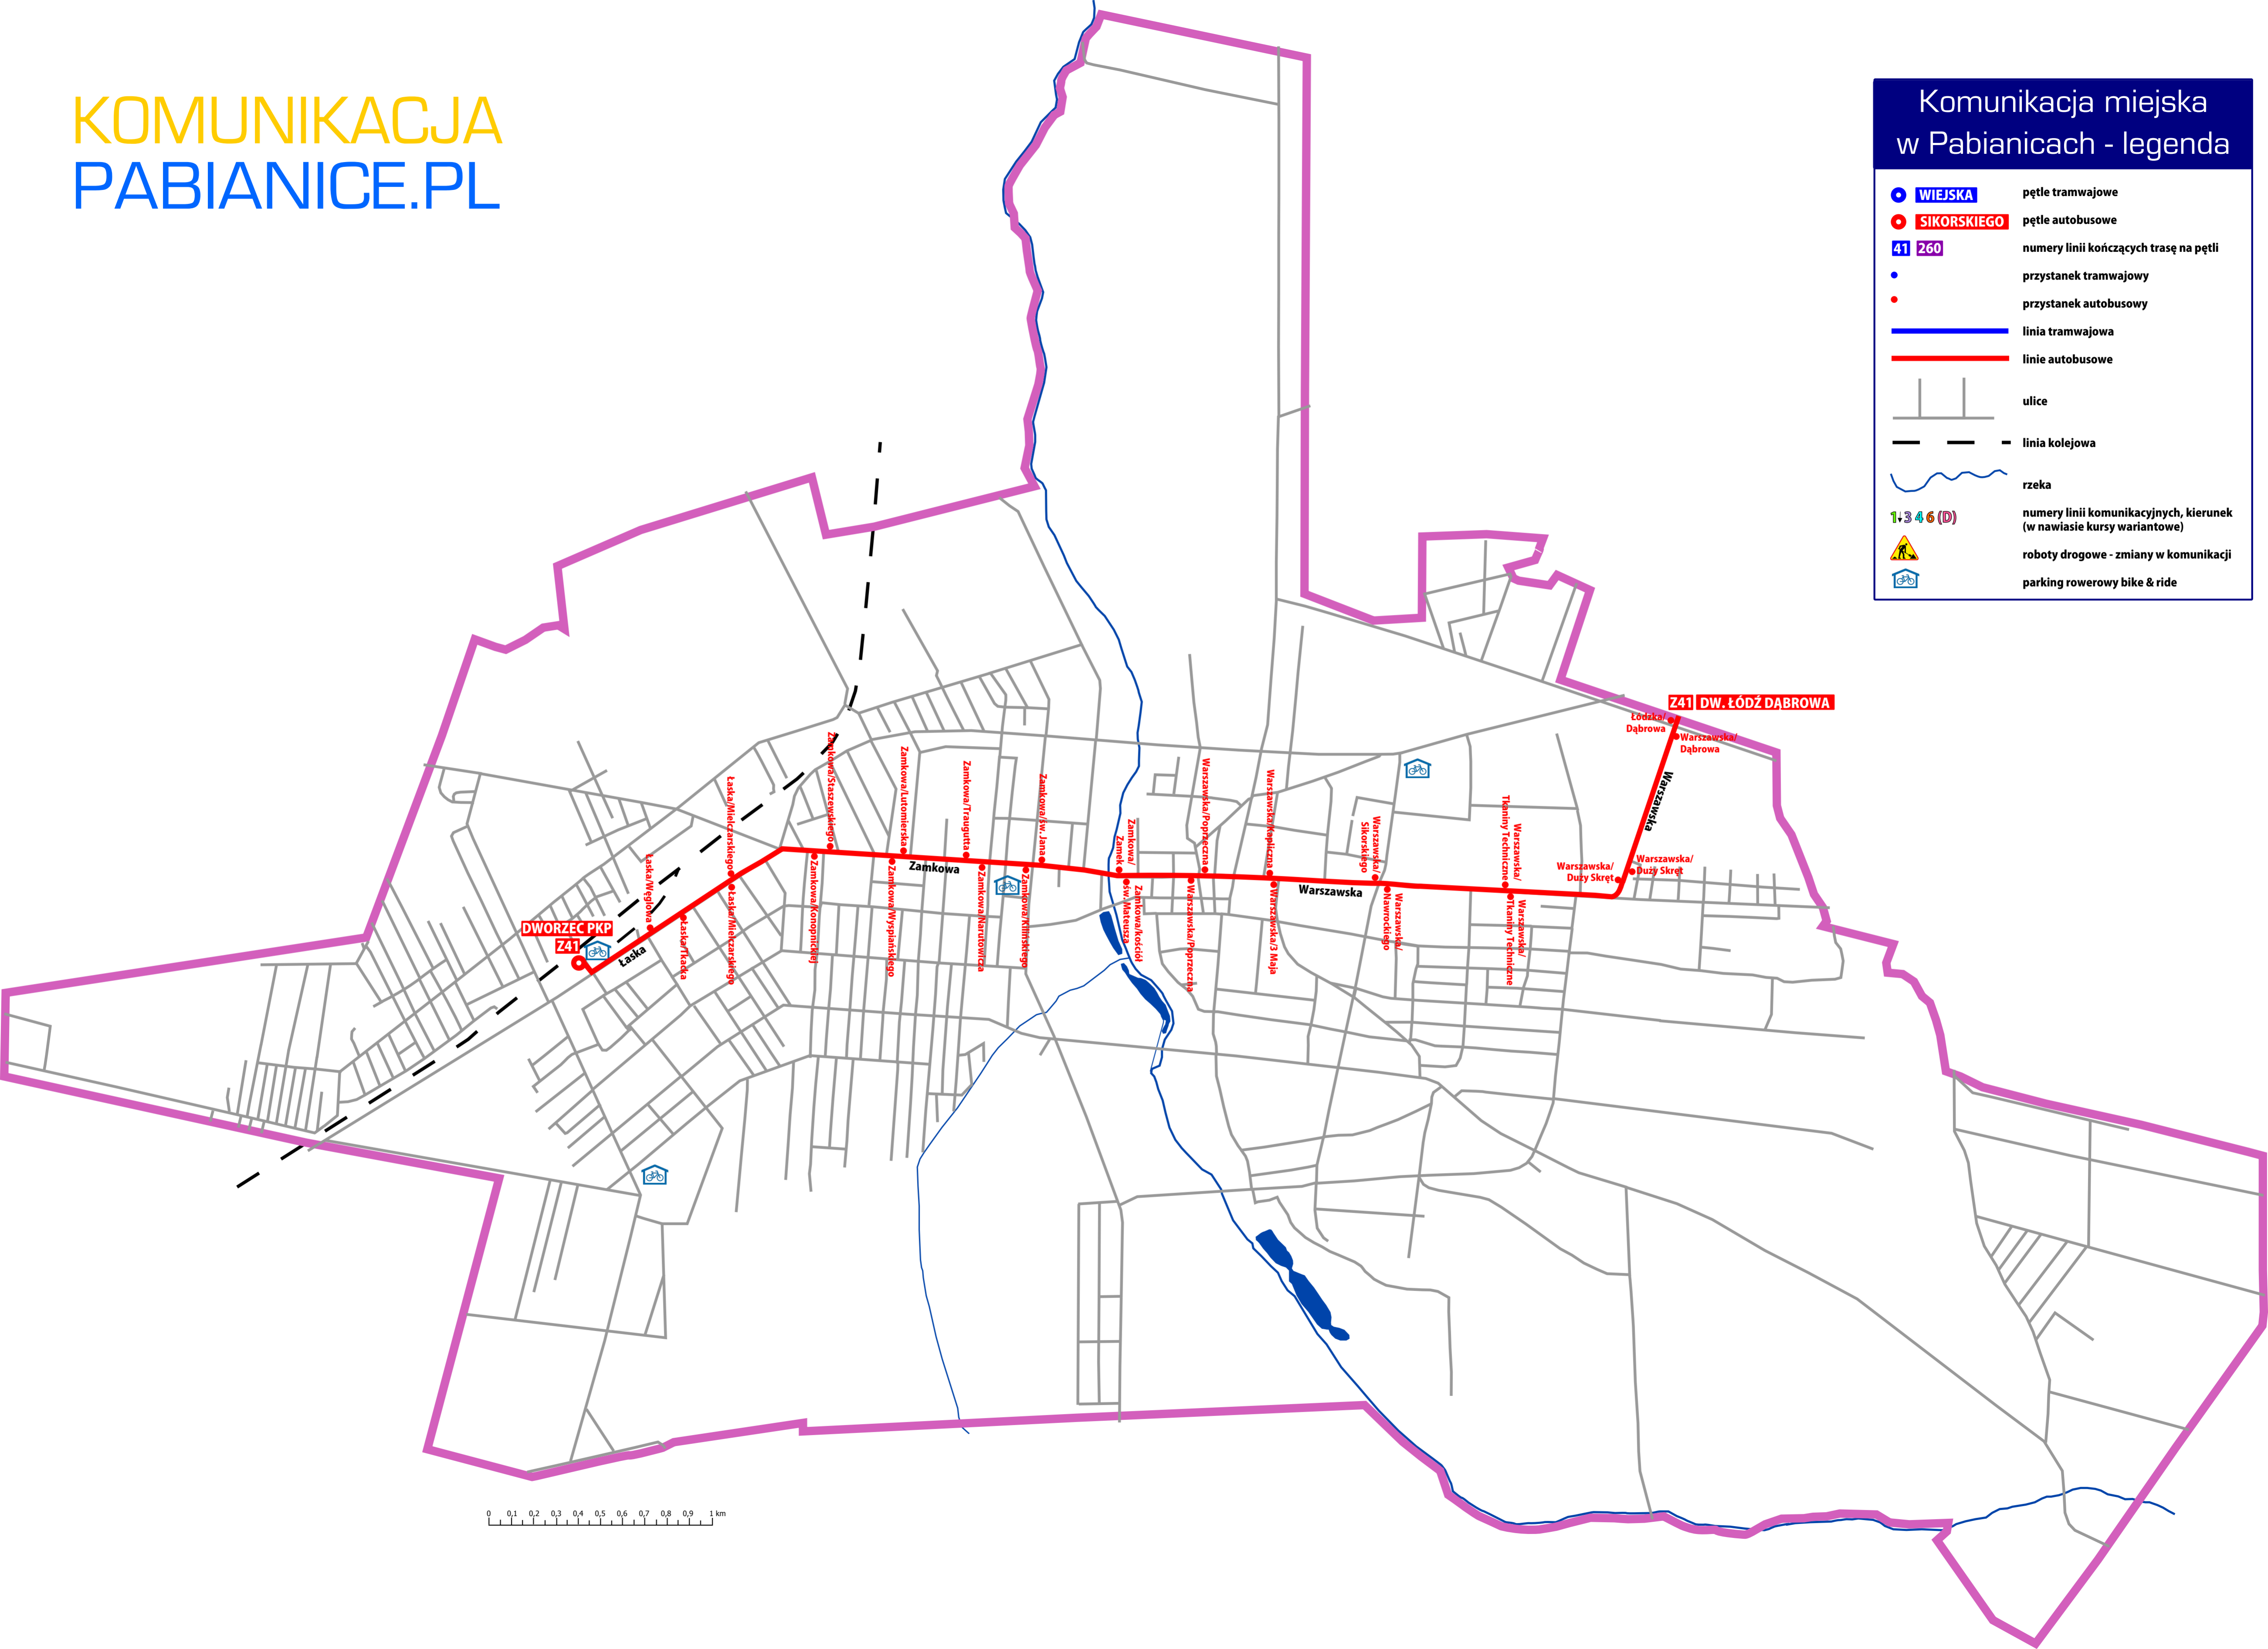 KOMUNIKACJA
PABIANICE.PL
Komunikacja miejska
w Pabianicach - legenda
WIEJSKA
pętle tramwajowe
SIKORSKIEGO
pętle autobusowe
41 260
numery linii kończących trasę na pętli
przystanek tramwajowy
przystanek autobusowy
linia tramwajowa
linie autobusowe
ulice
linia kolejowa
rzeka
1 3 4 6 (D)
numery linii komunikacyjnych, kierunek
(w nawiasie kursy wariantowe)
roboty drogowe - zmiany w komunikacji
parking rowerowy bike & ride
Z41 DW. ŁÓDŹ DĄBROWA
Łódzka/
Dąbrowa
Warszawska/
Dąbrowa
Warszawska
Warszawska/
Duży Skręt
Warszawska/
Duży Skręt
Warszawska/
Tkaniny Techniczne
Warszawska/
Tkaniny Techniczne
Warszawska/
Sikorskiego
Warszawska/
Nawrockiego
Warszawska
Warszawska/Kapliczna
Warszawska/3 Maja
Warszawska/Poprzeczna
Warszawska/Poprzeczna
Zamkowa/
Zamek
Zamkowa/kościół
św. Mateusza
Zamkowa/św. Jana
Zamkowa/Kilińskiego
Zamkowa/Traugutta
Zamkowa/Narutowicza
Zamkowa
Zamkowa/Lutomierska
Zamkowa/Wyspiańskiego
Zamkowa/Staszewskiego
Zamkowa/Konopnickiej
Łaska/Mielczarskiego
Łaska/Mielczarskiego
Łaska/Węglowa
Łaska/Tkacka
Łaska
DWORZEC PKP
Z41
0 0,1 0,2 0,3 0,4 0,5 0,6 0,7 0,8 0,9 1 km